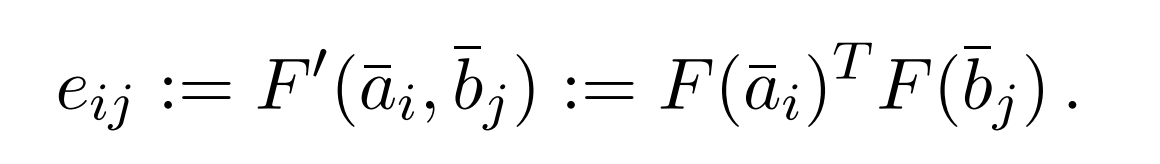 e_{ij} := F'(\bar{a}_i, \bar{b}_j) := F(\bar{a}_i)^T F(\bar{b}_j) .